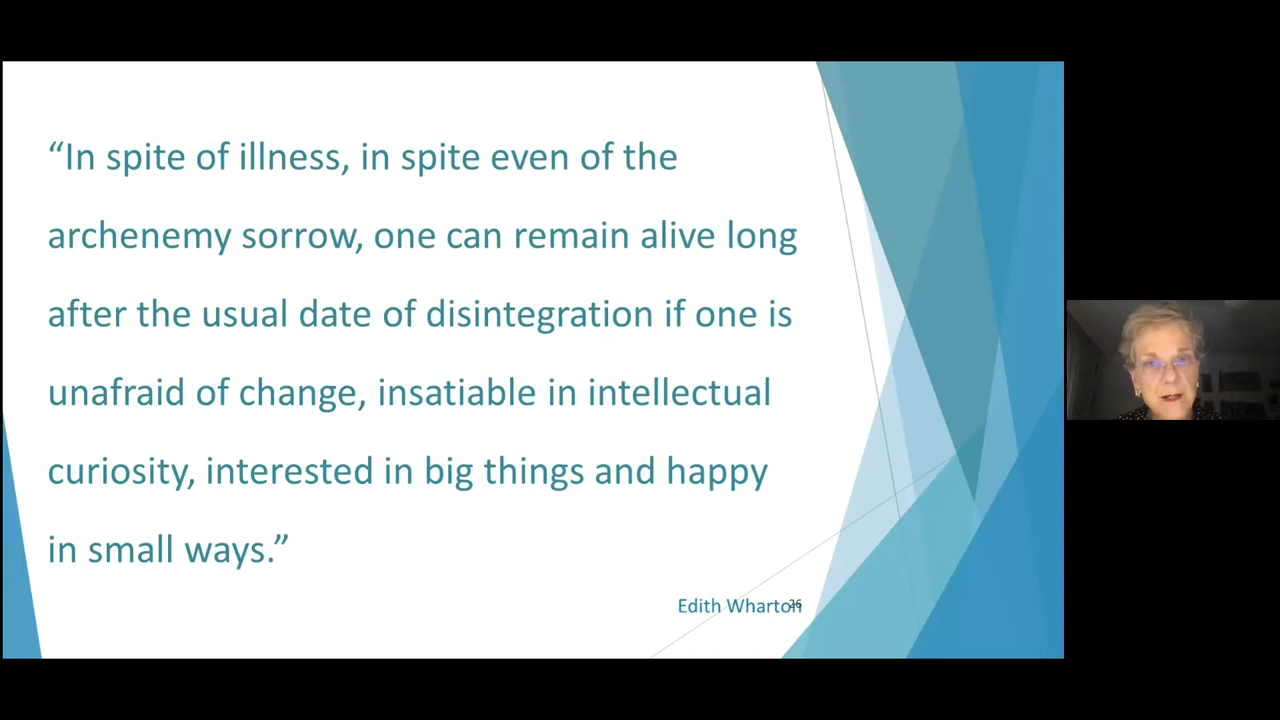 “In spite of illness, in spite even of the
archenemy sorrow, one can remain alive long
after the usual date of disintegration if one is
unafraid of change, insatiable in intellectual
curiosity, interested in big things and happy
in small ways.”
Edith Wharton
26